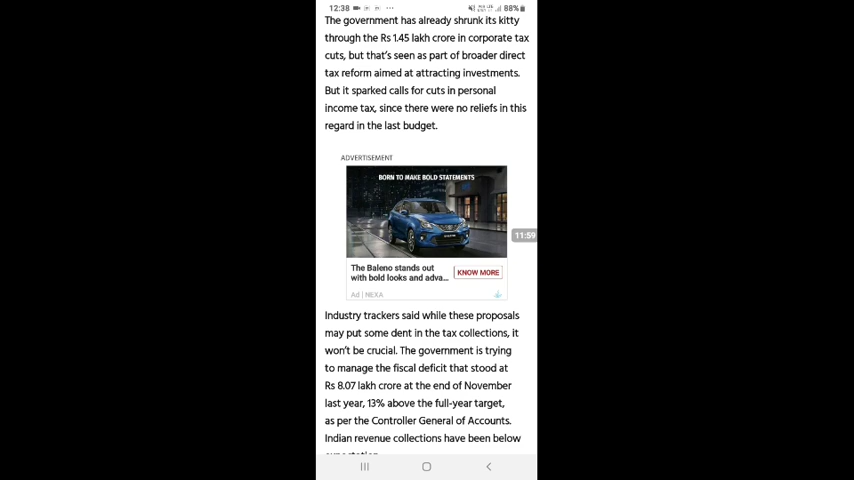 12:38
88%
The government has already shrunk its kitty
through the Rs 1.45 lakh crore in corporate tax
cuts, but that's seen as part of broader direct
tax reform aimed at attracting investments.
But it sparked calls for cuts in personal
income tax, since there were no reliefs in this
regard in the last budget.
ADVERTISEMENT
BORN TO MAKE BOLD STATEMENTS
11:59
The Baleno stands out
with bold looks and adva...
KNOW MORE
Ad | NEXA
Industry trackers said while these proposals
may put some dent in the tax collections, it
won't be crucial. The government is trying
to manage the fiscal deficit that stood at
Rs 8.07 lakh crore at the end of November
last year, 13% above the full-year target,
as per the Controller General of Accounts.
Indian revenue collections have been below